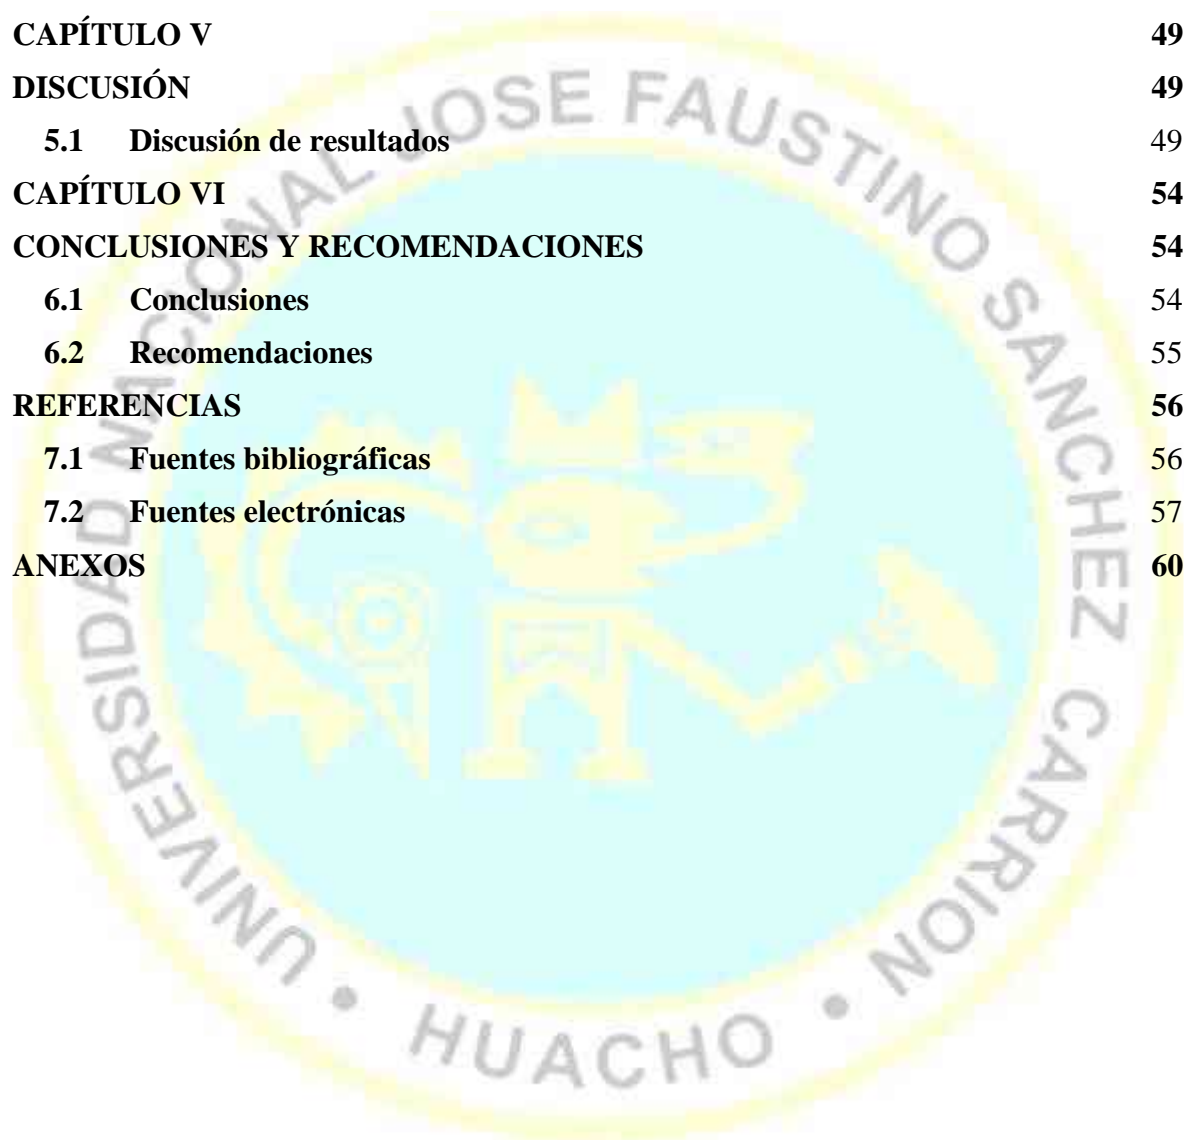 CAPÍTULO V 49
DISCUSIÓN 49
5.1 Discusión de resultados 49
CAPÍTULO VI 54
CONCLUSIONES Y RECOMENDACIONES 54
6.1 Conclusiones 54
6.2 Recomendaciones 55
REFERENCIAS 56
7.1 Fuentes bibliográficas 56
7.2 Fuentes electrónicas 57
ANEXOS 60
UNIVERSIDAD NACIONAL JOSE FAUSTINO SANCHEZ CARRION • HUACHO •